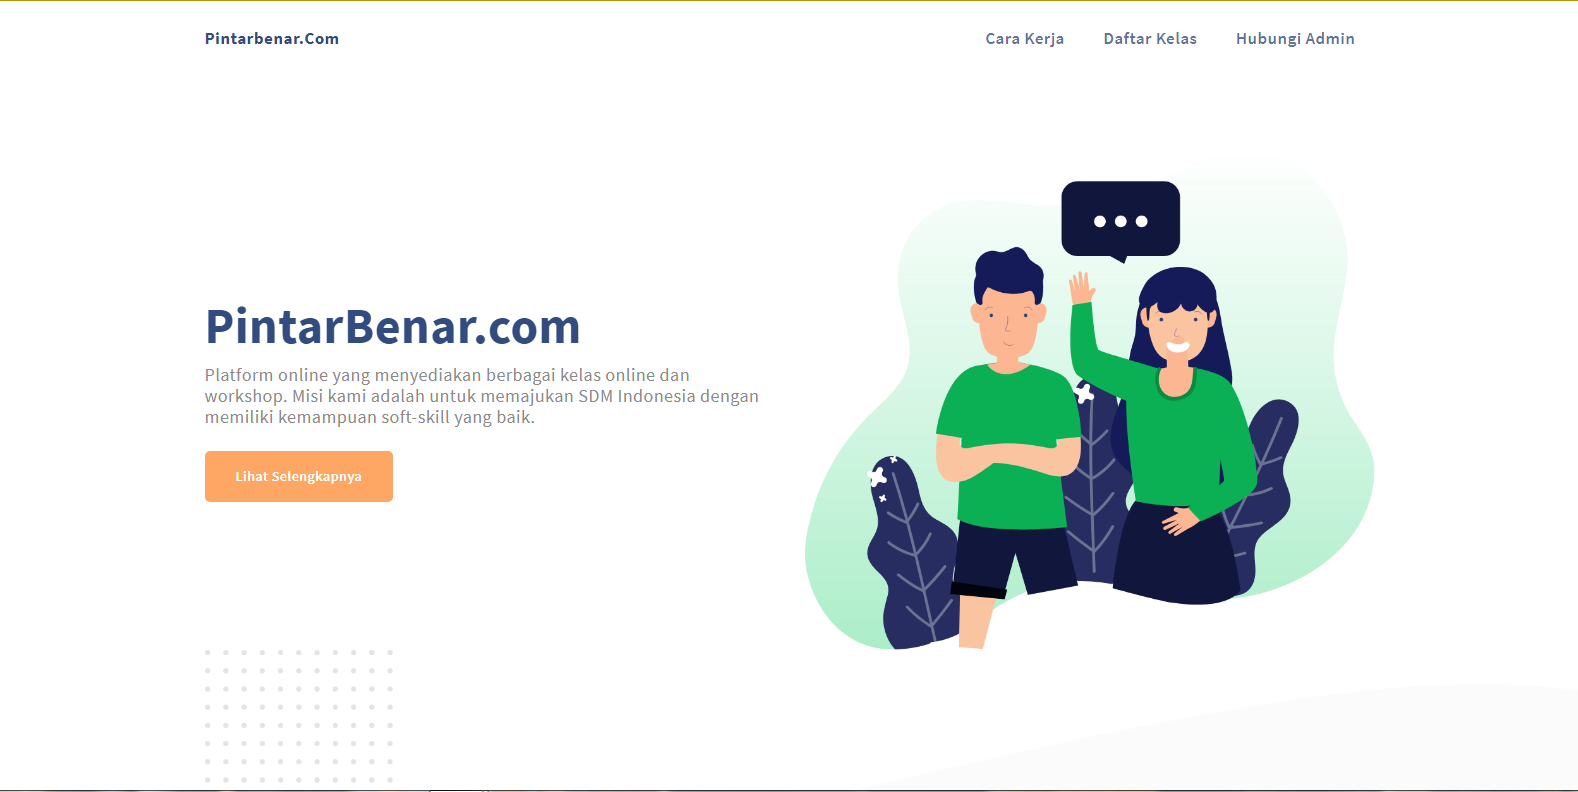 Pintarbenar.Com
Cara Kerja
Daftar Kelas
Hubungi Admin
PintarBenar.com
Platform online yang menyediakan berbagai kelas online dan
workshop. Misi kami adalah untuk memajukan SDM Indonesia dengan
memiliki kemampuan soft-skill yang baik.
Lihat Selengkapnya